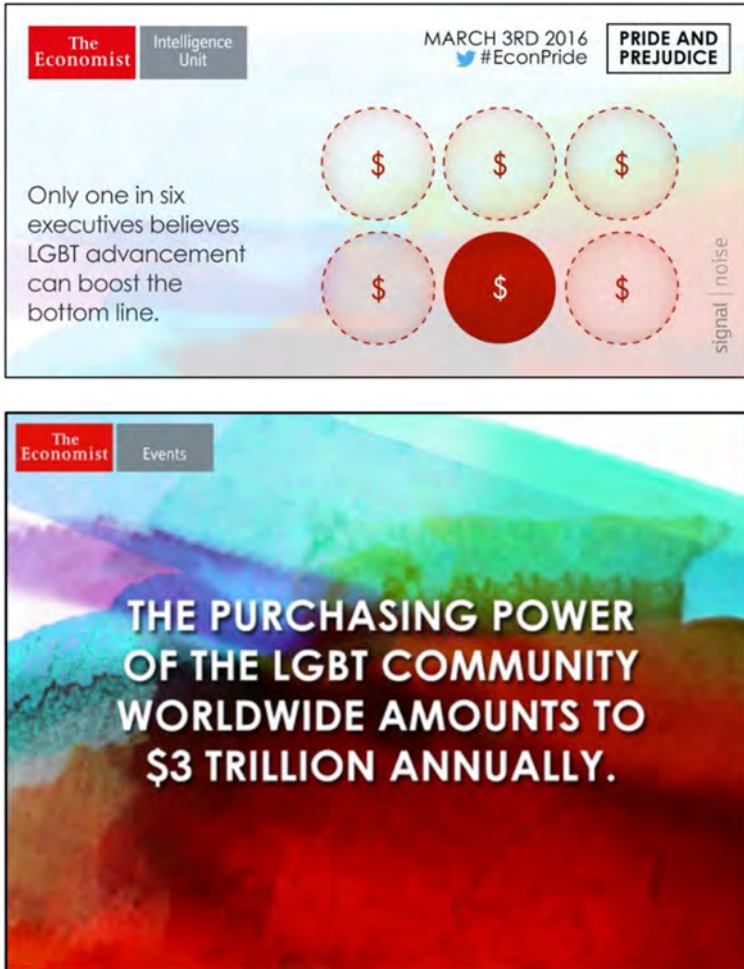 The
Economist
Intelligence
Unit
MARCH 3RD 2016
#EconPride
PRIDE AND
PREJUDICE
$ $ $
Only one in six
executives believes
LGBT advancement
can boost the
bottom line.
$ $ $
signal | noise
The
Economist
Events
THE PURCHASING POWER
OF THE LGBT COMMUNITY
WORLDWIDE AMOUNTS TO
$3 TRILLION ANNUALLY.